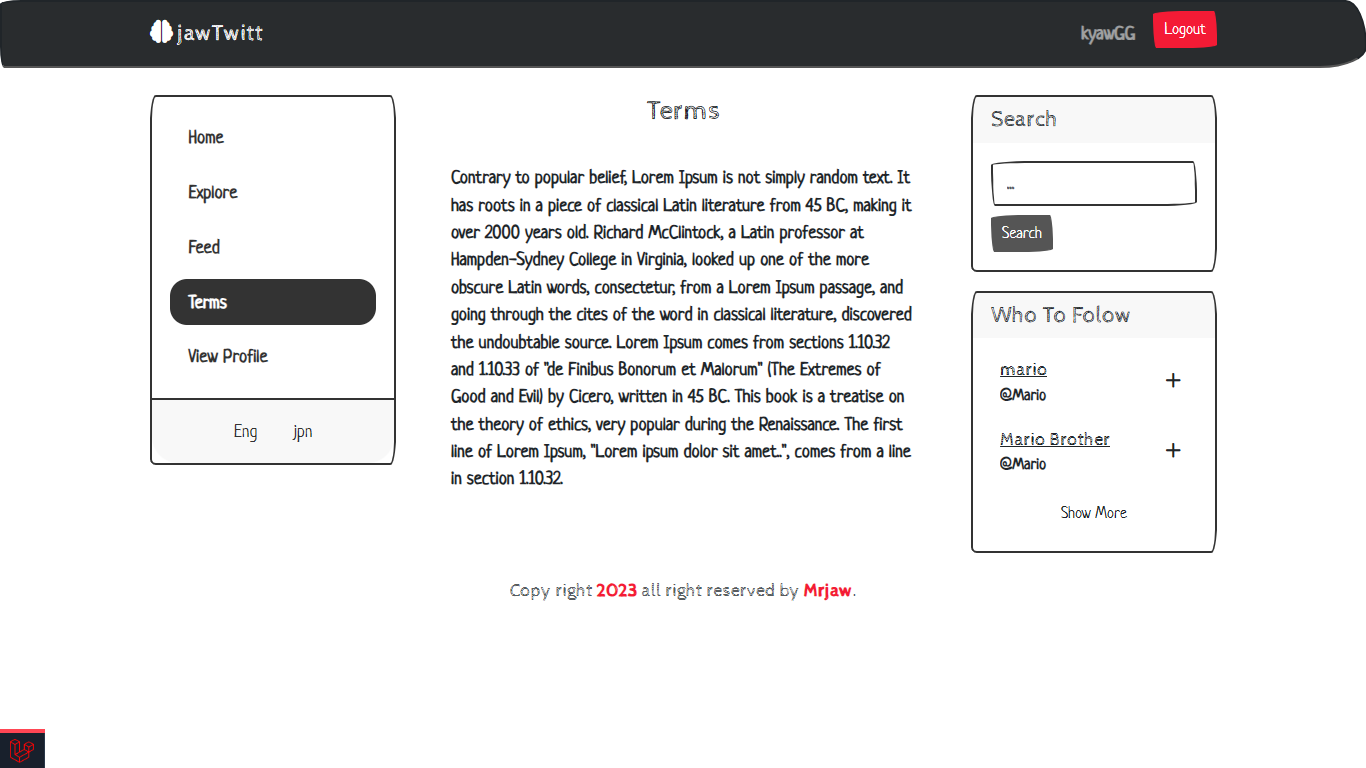 jawTwitt
kyawGG
Logout
Home
Explore
Feed
Terms
View Profile
Eng
jpn
Terms
Contrary to popular belief, Lorem Ipsum is not simply random text. It
has roots in a piece of classical Latin literature from 45 BC, making it
over 2000 years old. Richard McClintock, a Latin professor at
Hampden-Sydney College in Virginia, looked up one of the more
obscure Latin words, consectetur, from a Lorem Ipsum passage, and
going through the cites of the word in classical literature, discovered
the undoubtable source. Lorem Ipsum comes from sections 1.10.32
and 1.10.33 of "de Finibus Bonorum et Malorum" (The Extremes of
Good and Evil) by Cicero, written in 45 BC. This book is a treatise on
the theory of ethics, very popular during the Renaissance. The first
line of Lorem Ipsum, "Lorem ipsum dolor sit amet..", comes from a line
in section 1.10.32.
Search
...
Search
Who To Folow
mario
@Mario
+
Mario Brother
@Mario
+
Show More
Copy right 2023 all right reserved by Mrjaw.